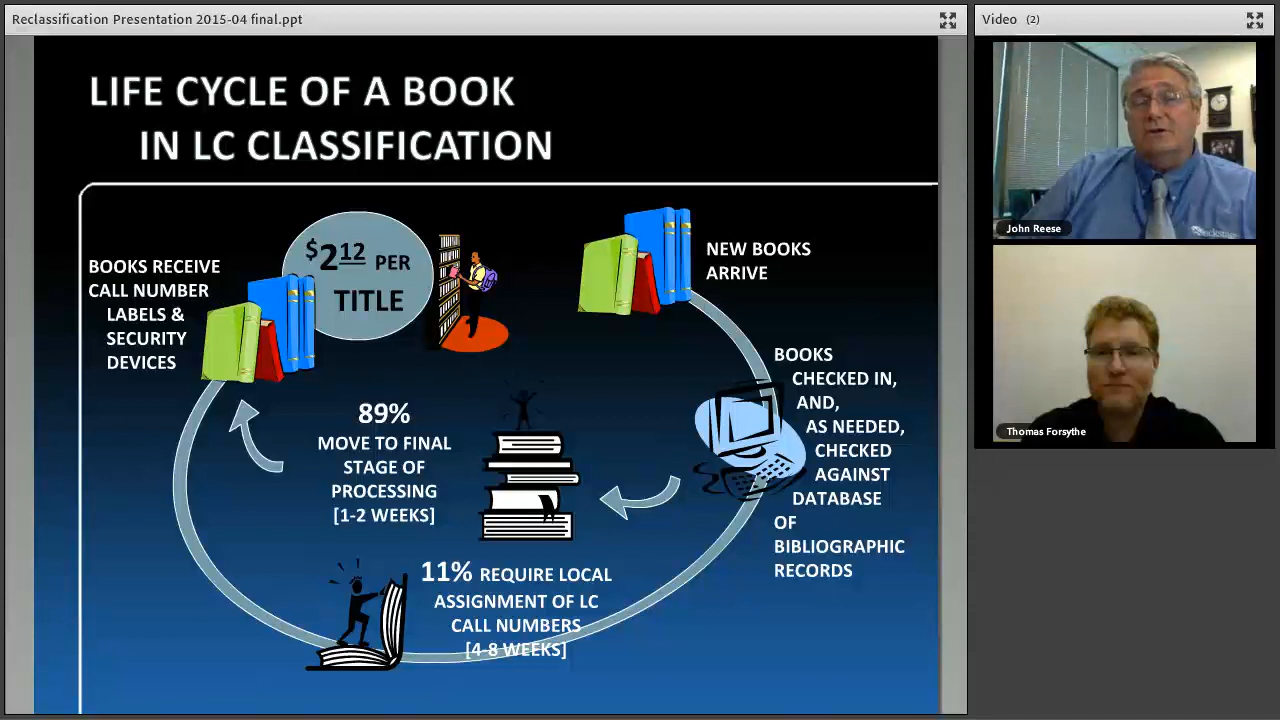 Reclassification Presentation 2015-04 final.ppt
Video (2)
LIFE CYCLE OF A BOOK
IN LC CLASSIFICATION
BOOKS RECEIVE
CALL NUMBER
LABELS &
SECURITY
DEVICES
$212 PER
TITLE
NEW BOOKS
ARRIVE
BOOKS
CHECKED IN,
AND,
AS NEEDED,
CHECKED
AGAINST
DATABASE
OF
BIBLIOGRAPHIC
RECORDS
89%
MOVE TO FINAL
STAGE OF
PROCESSING
[1-2 WEEKS]
11% REQUIRE LOCAL
ASSIGNMENT OF LC
CALL NUMBERS
[4-8 WEEKS]
John Reese
Thomas Forsythe